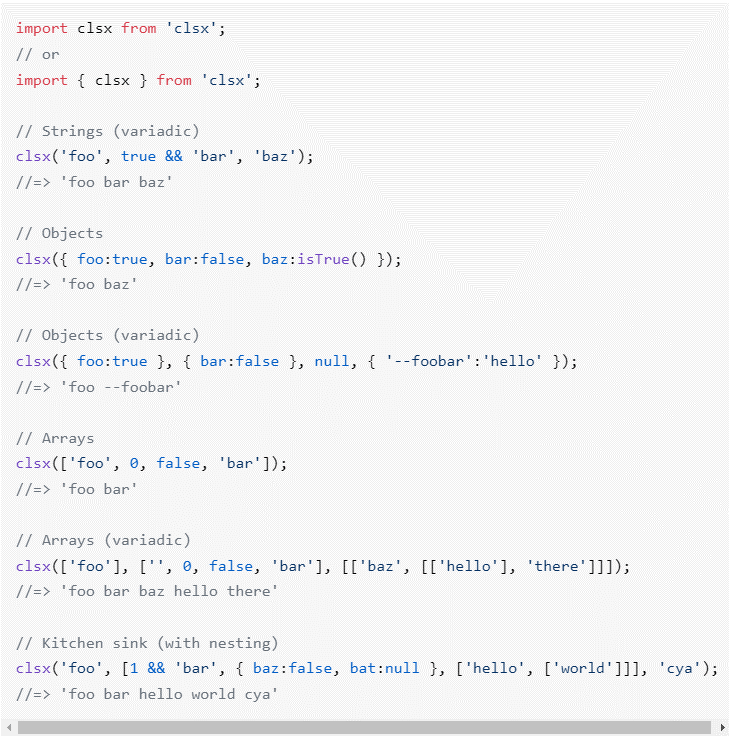 import clsx from 'clsx';
// or
import { clsx } from 'clsx';
// Strings (variadic)
clsx('foo', true && 'bar', 'baz');
//=> 'foo bar baz'
// Objects
clsx({ foo:true, bar:false, baz:isTrue() });
//=> 'foo baz'
// Objects (variadic)
clsx({ foo:true }, { bar:false }, null, { '--foobar':'hello' });
//=> 'foo --foobar'
// Arrays
clsx(['foo', 0, false, 'bar']);
//=> 'foo bar'
// Arrays (variadic)
clsx(['foo'], ['', 0, false, 'bar'], [['baz', [['hello'], 'there']]]);
//=> 'foo bar baz hello there'
// Kitchen sink (with nesting)
clsx('foo', [1 && 'bar', { baz:false, bat:null }, ['hello', ['world']]], 'cya');
//=> 'foo bar hello world cya'